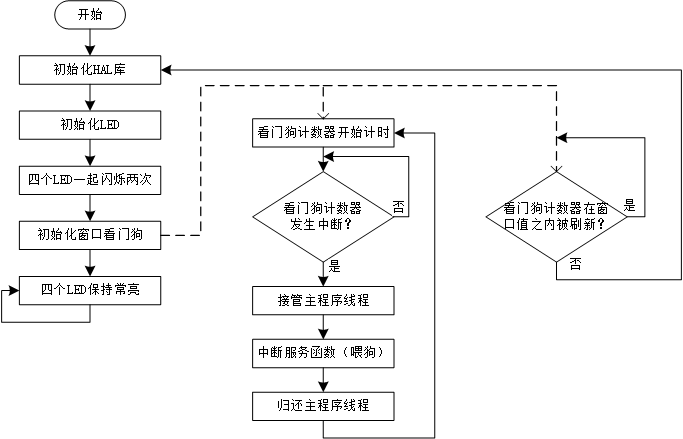 开始
初始化HAL库
初始化LED
四个LED一起闪烁两次
初始化窗口看门狗
四个LED保持常亮
看门狗计数器开始计时
看门狗计数器
发生中断？
否
是
接管主程序线程
中断服务函数（喂狗）
归还主程序线程
看门狗计数器在窗
口值之内被刷新？
是
否